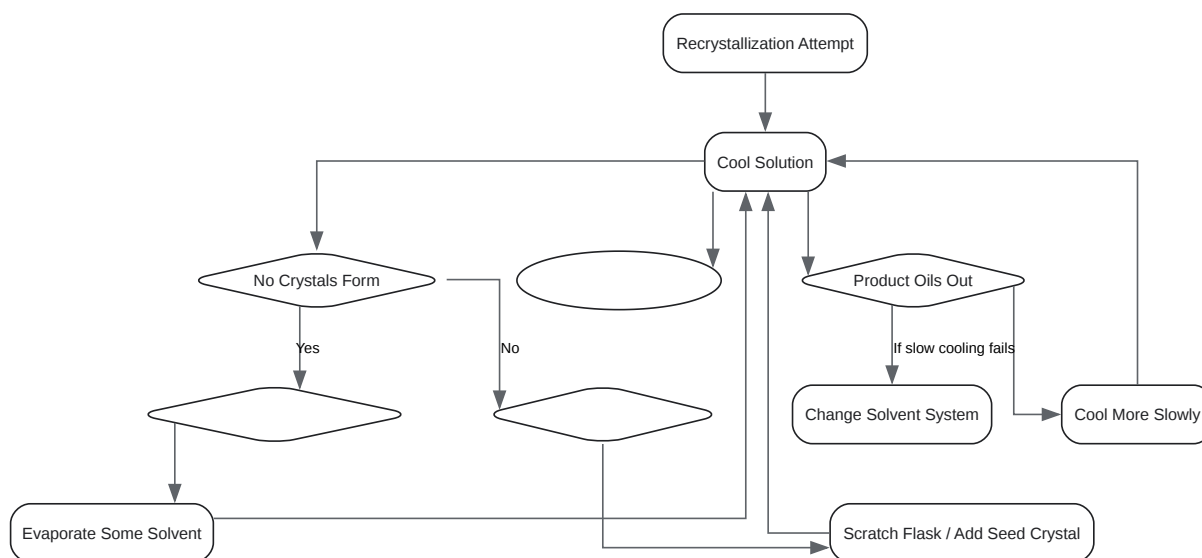 Recrystallization Attempt
Cool Solution
No Crystals Form
Product Oils Out
Yes
No
If slow cooling fails
Change Solvent System
Cool More Slowly
Evaporate Some Solvent
Scratch Flask / Add Seed Crystal